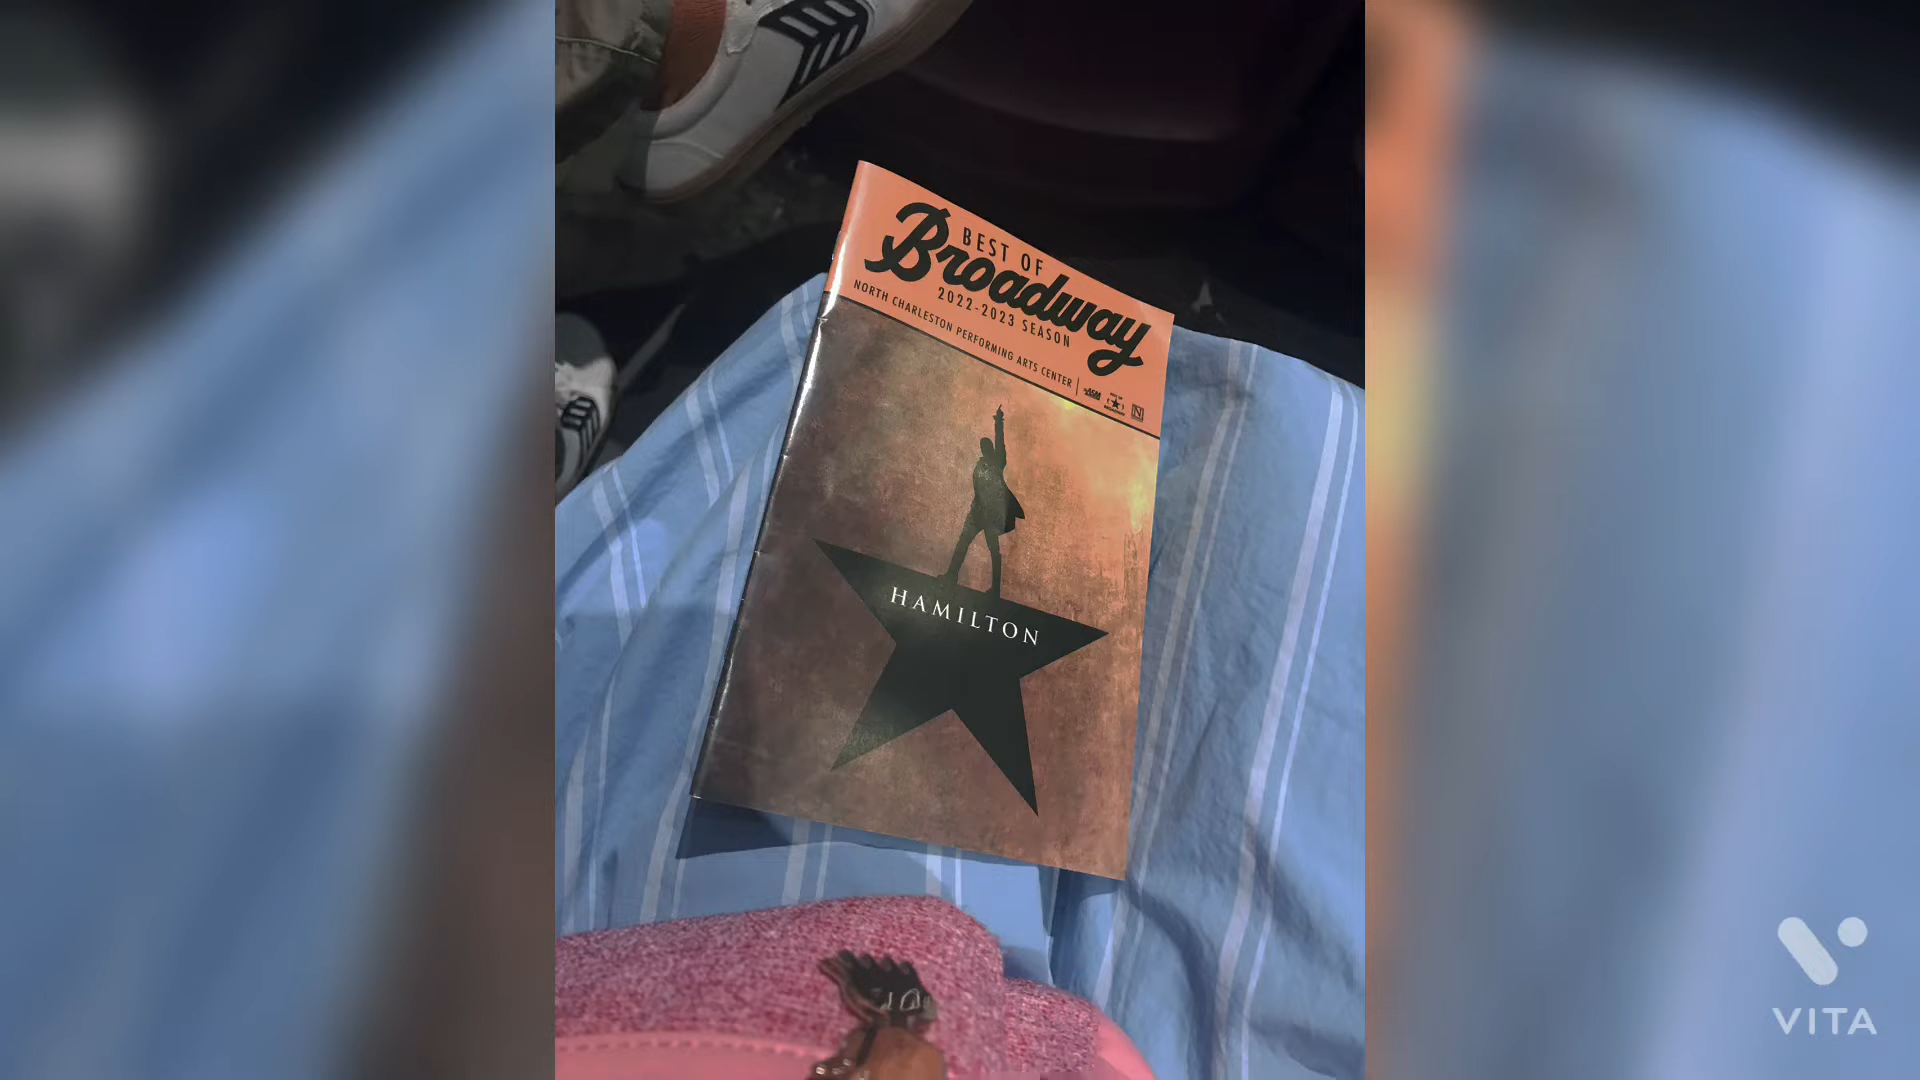 BEST OF
Broadway
2022-2023 SEASON
NORTH CHARLESTON PERFORMING ARTS CENTER
HAMILTON
VITA